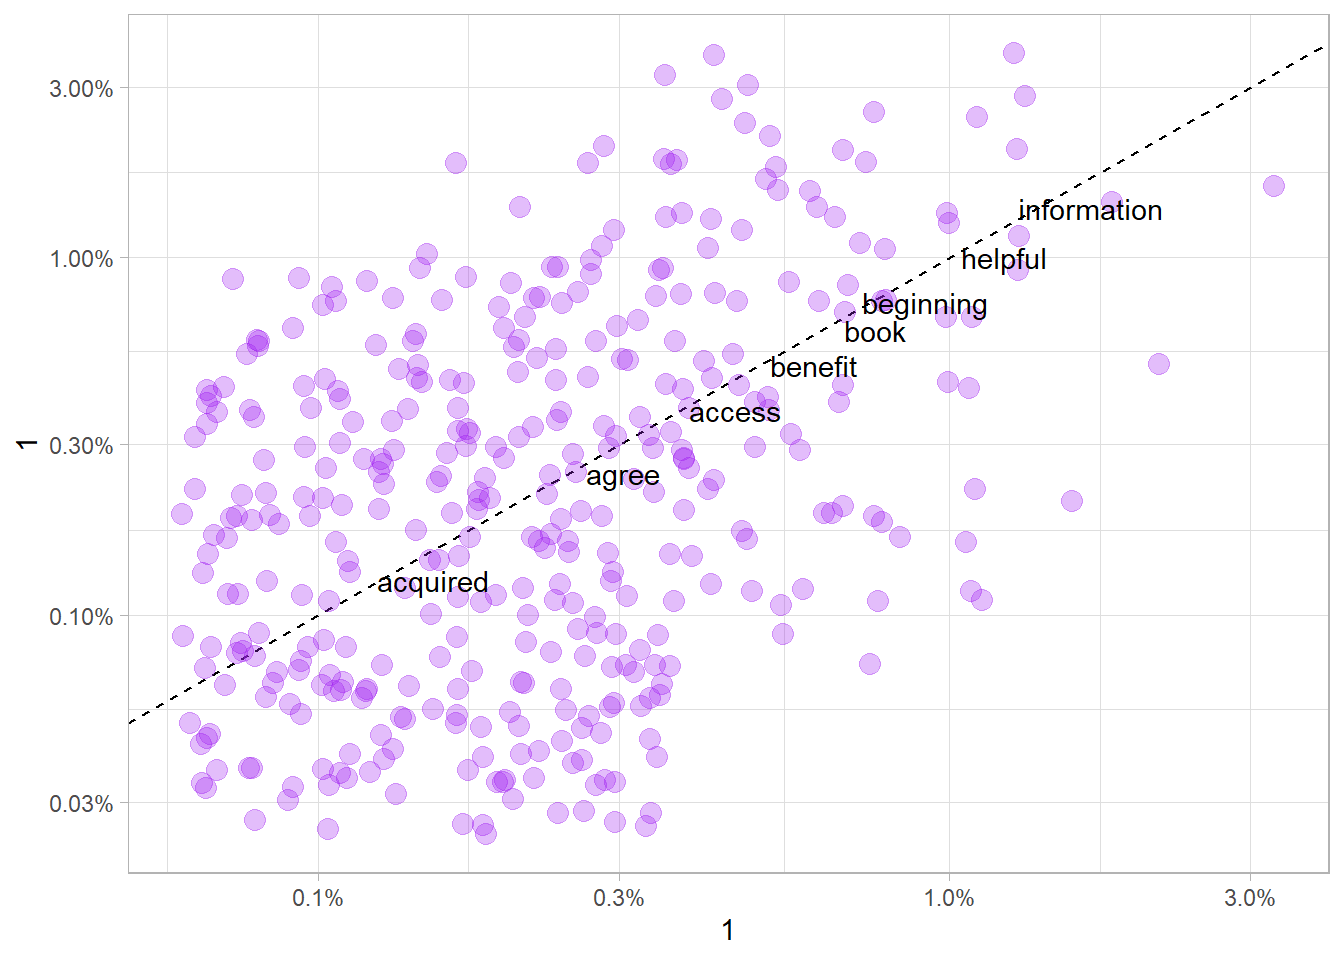 3.00%
1.00%
0.30%
0.10%
0.03%
1
information
helpful
beginning
book
benefit
access
agree
acquired
0.1%
0.3%
1.0%
3.0%
1